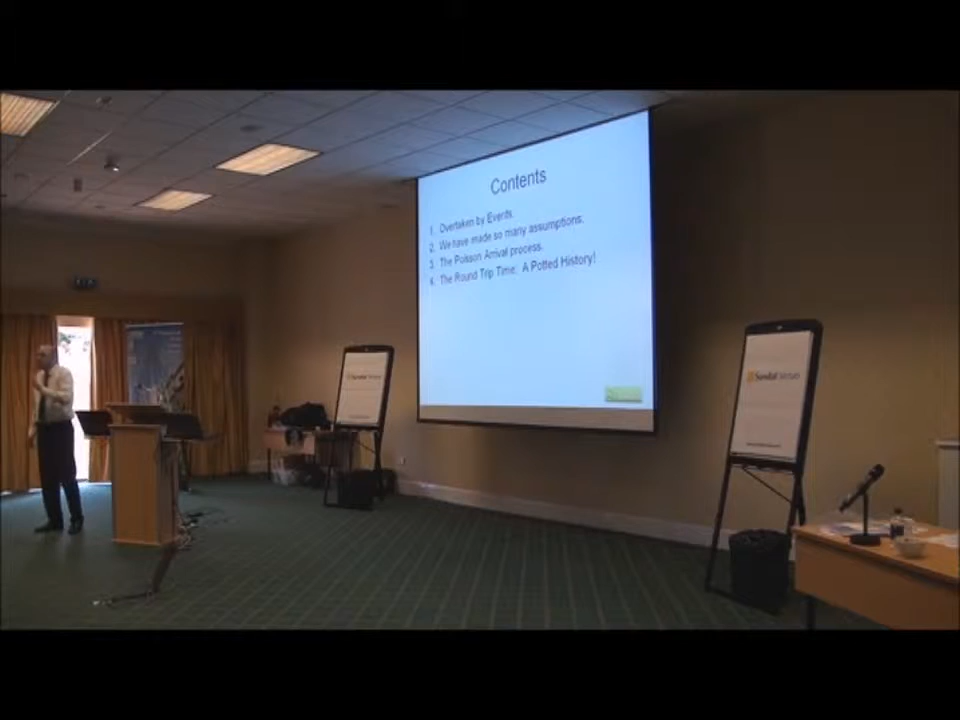 Contents
1. Overtaken by Events.
2. We have made so many assumptions.
3. The Poisson Arrival process.
4. The Round Trip Time. A Potted History!
Sundial